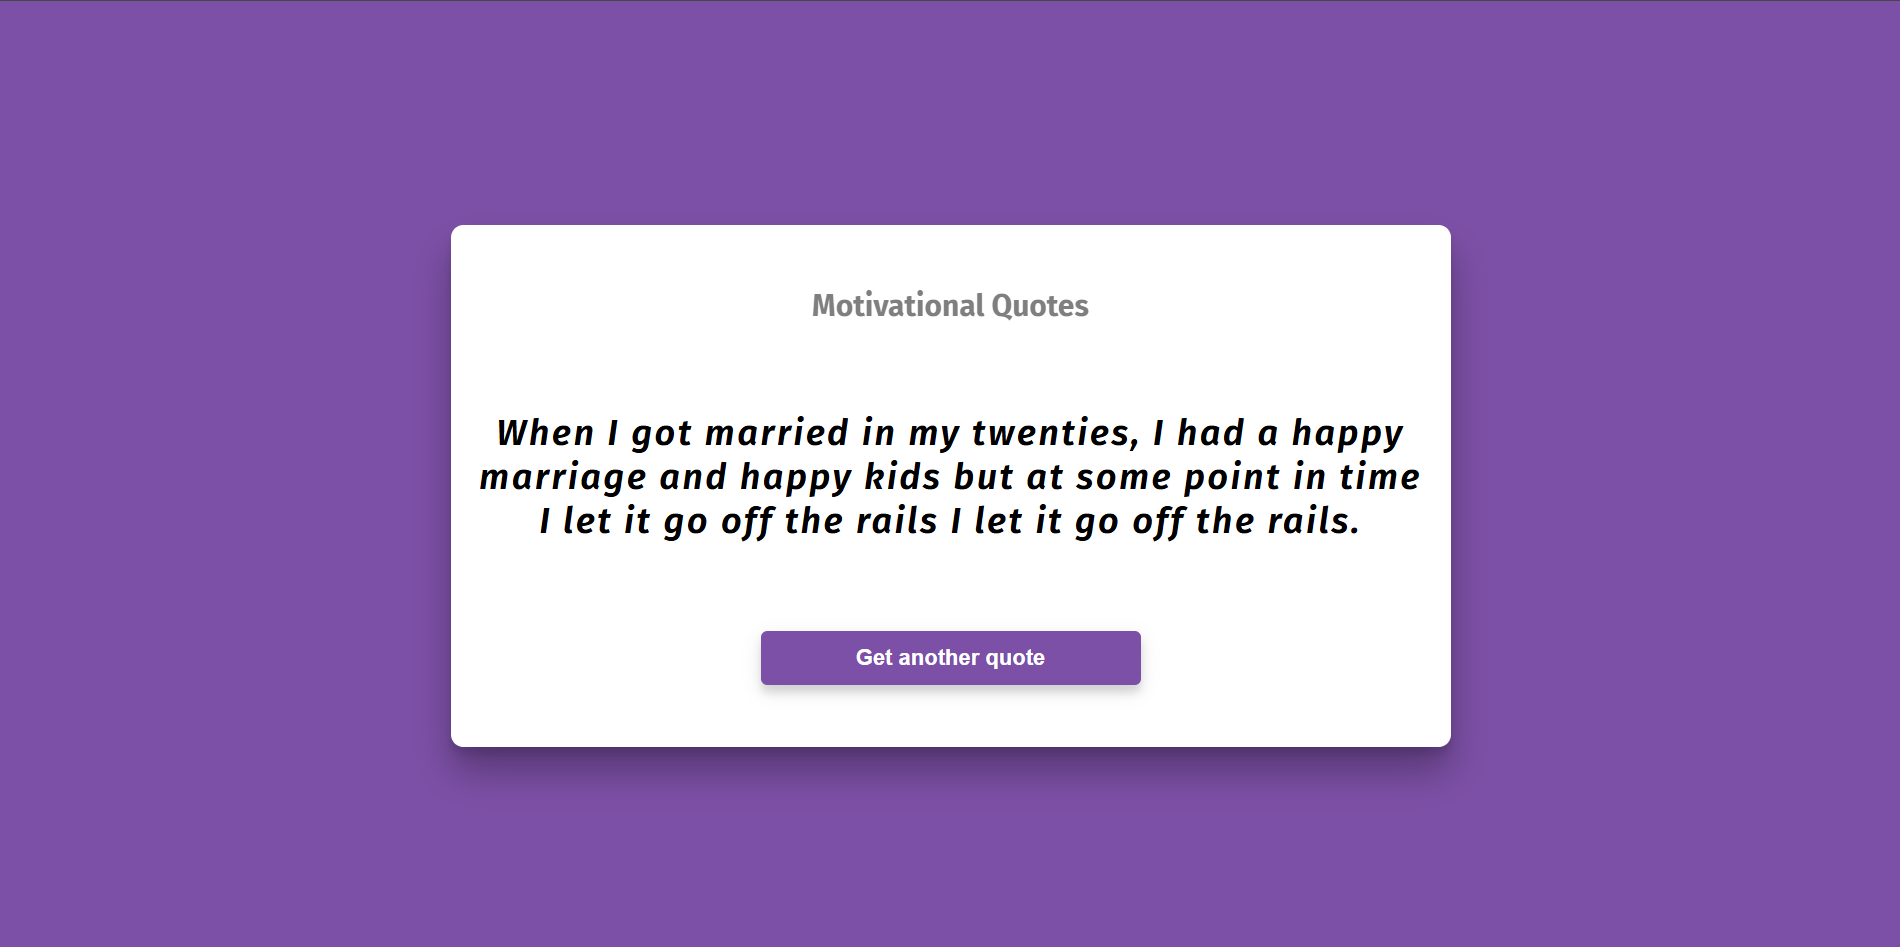 Motivational Quotes
When I got married in my twenties, I had a happy
marriage and happy kids but at some point in time
I let it go off the rails I let it go off the rails.
Get another quote